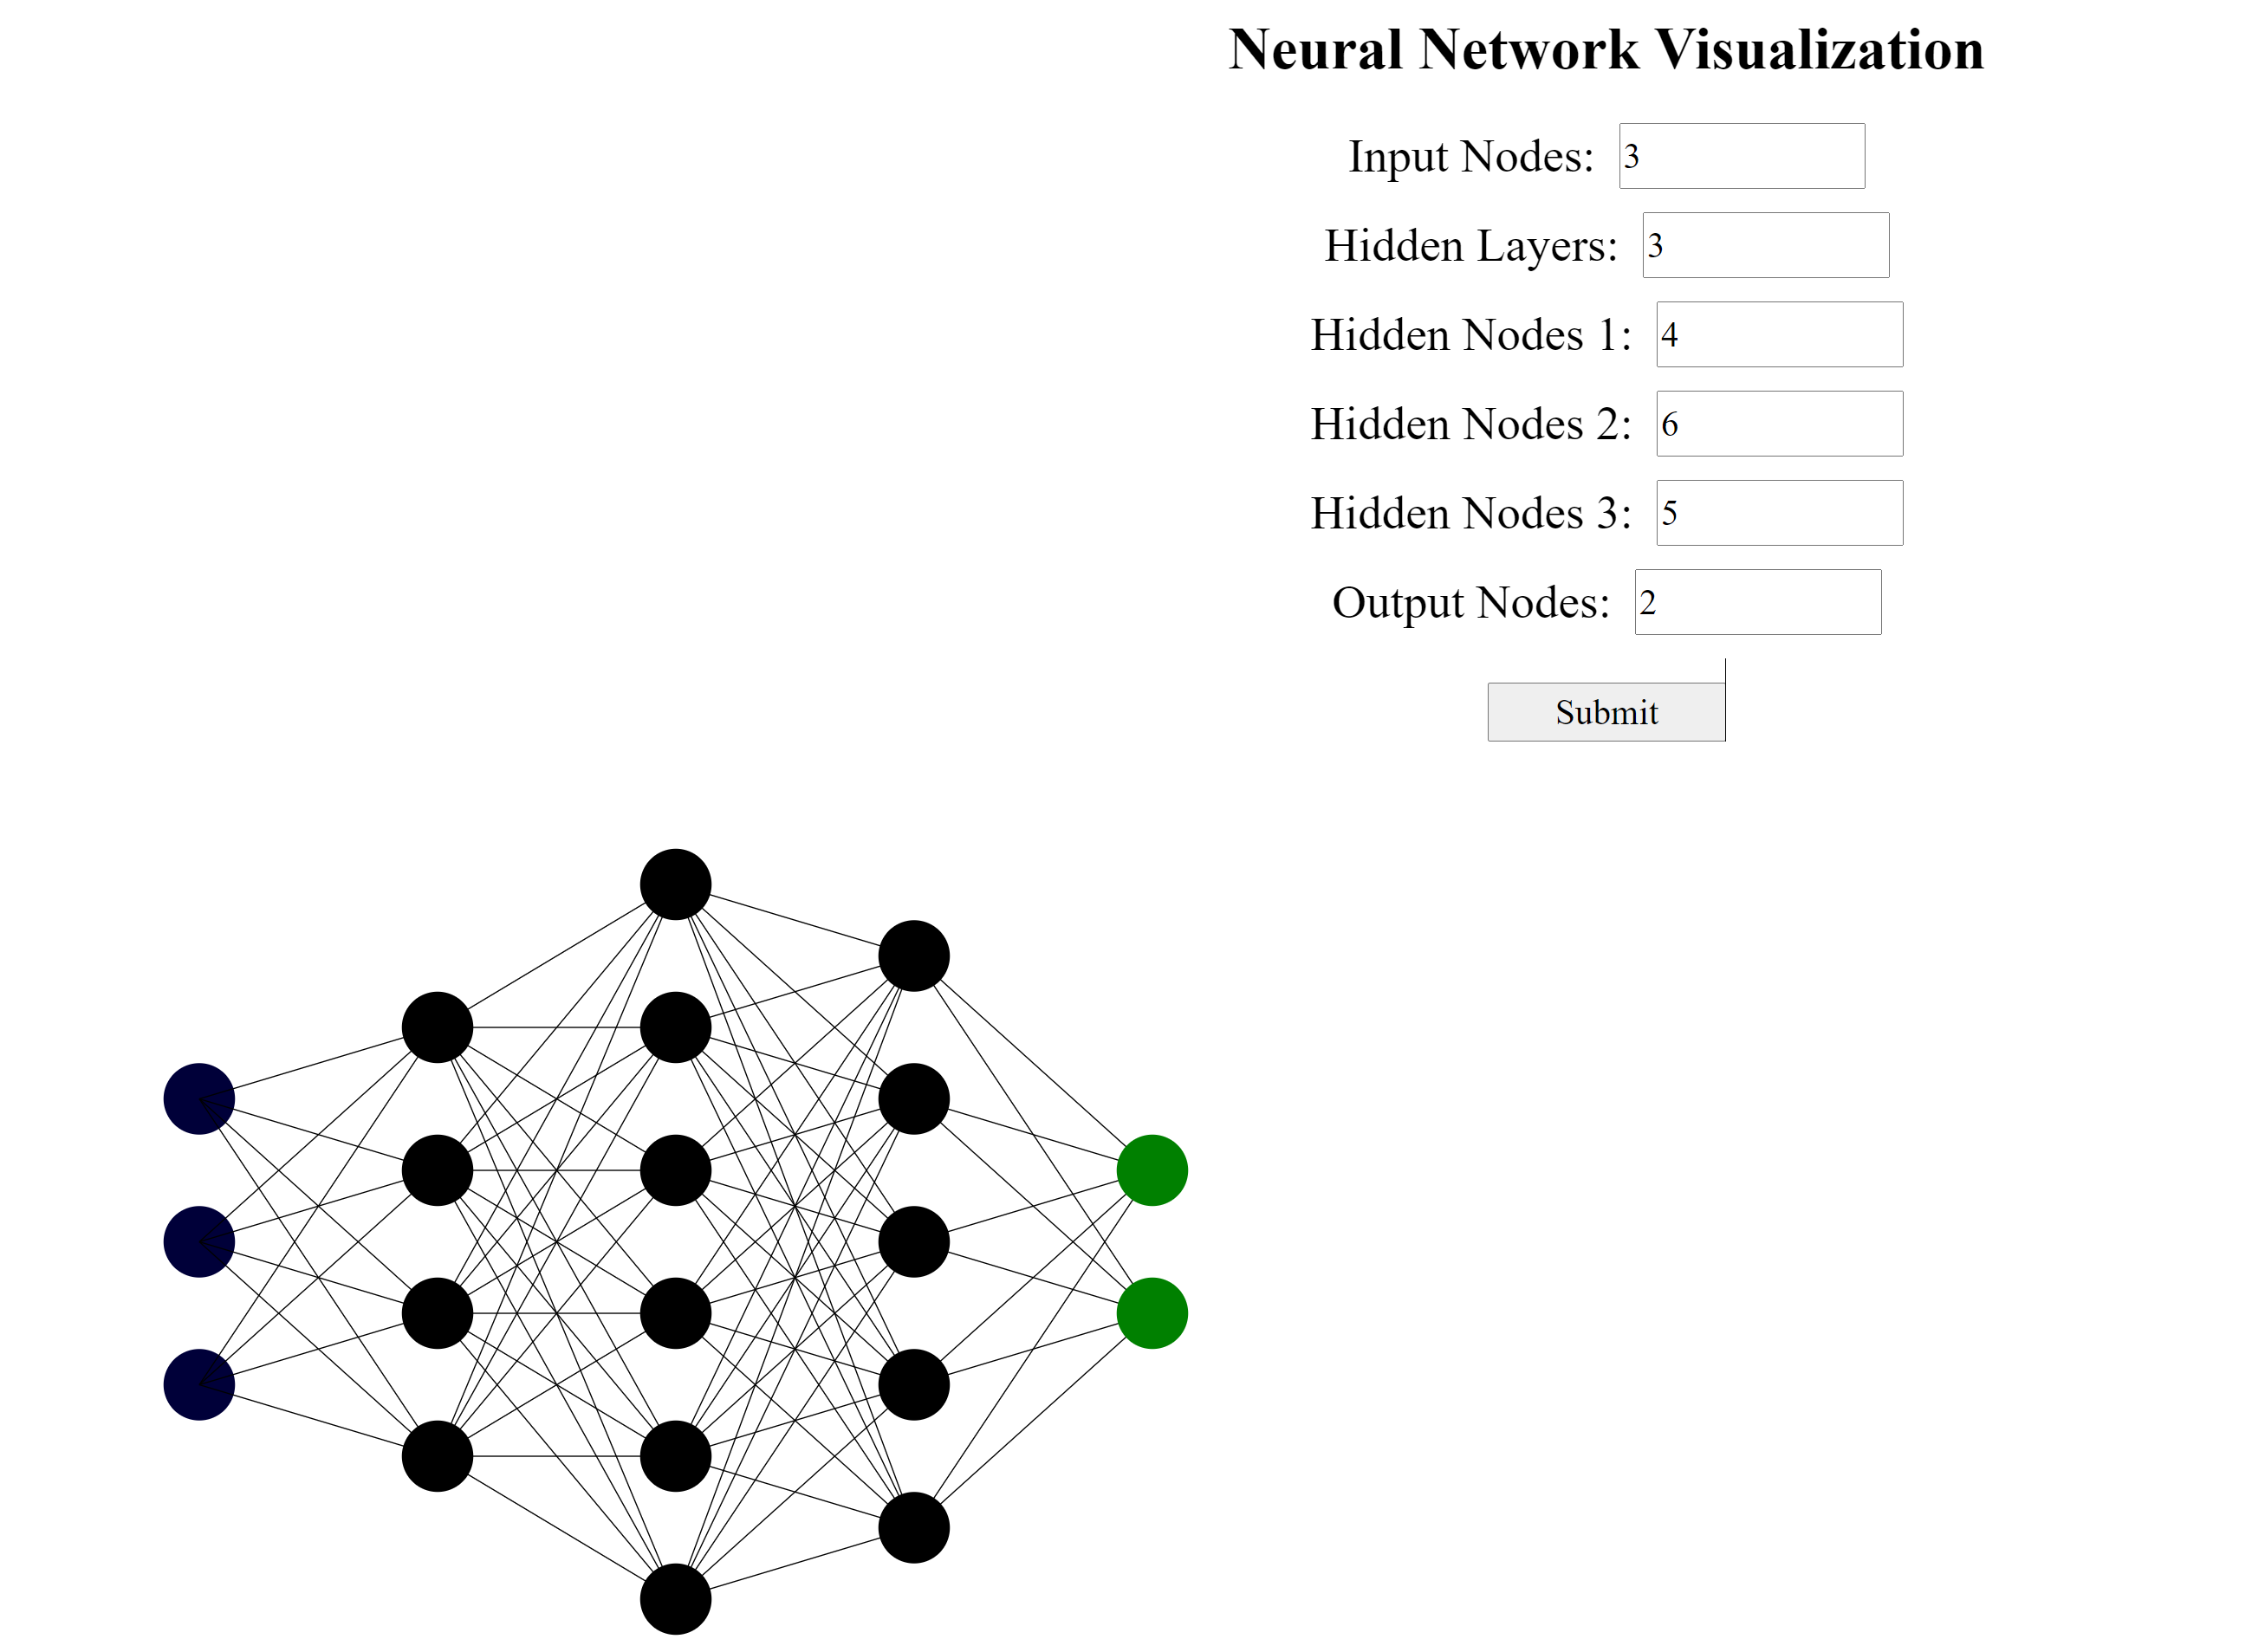 Neural Network Visualization
Input Nodes: 3
Hidden Layers: 3
Hidden Nodes 1: 4
Hidden Nodes 2: 6
Hidden Nodes 3: 5
Output Nodes: 2
Submit